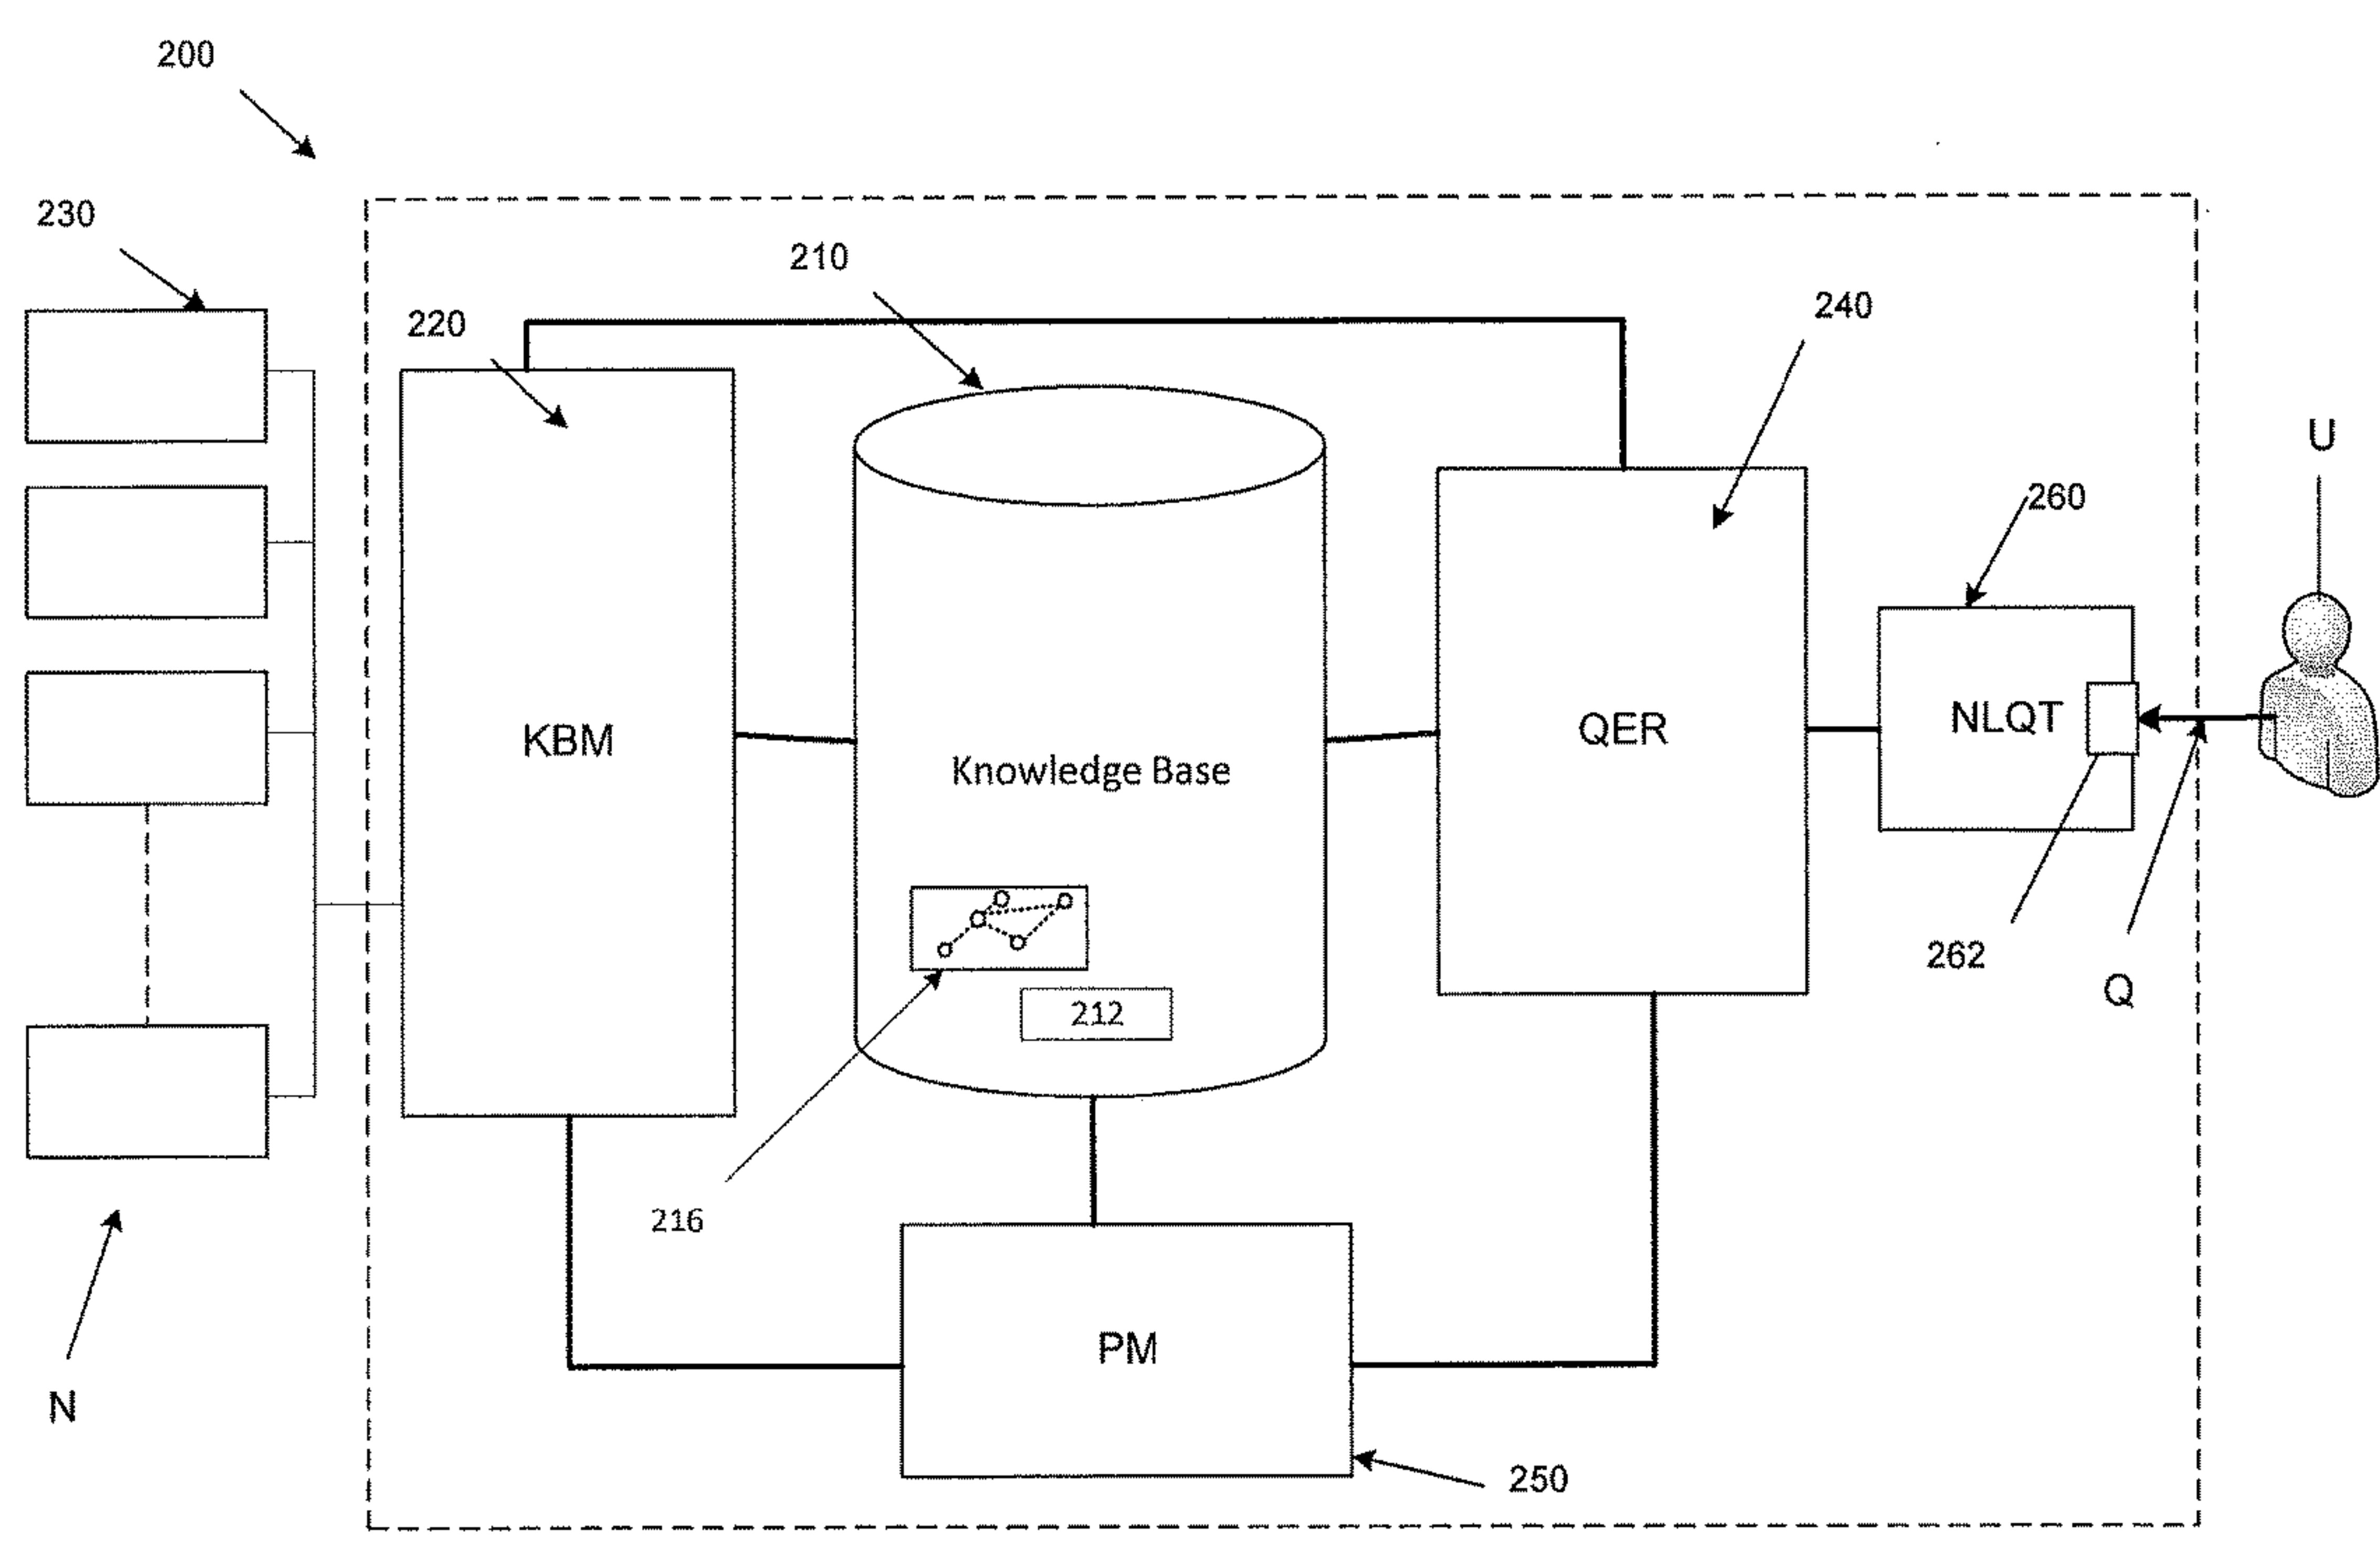 200
230
210
240
220
U
260
KBM
Knowledge Base
QER
NLQT
262
Q
212
216
PM
N
250